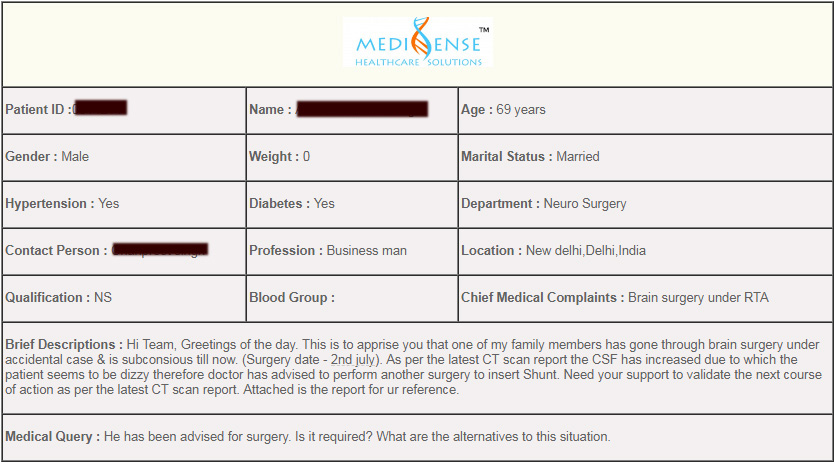 MEDISENSE™
HEALTHCARE SOLUTIONS
Patient ID : Name : Age : 69 years
Gender : Male Weight : 0 Marital Status : Married
Hypertension : Yes Diabetes : Yes Department : Neuro Surgery
Contact Person : Profession : Business man Location : New delhi,Delhi,India
Qualification : NS Blood Group : Chief Medical Complaints : Brain surgery under RTA
Brief Descriptions : Hi Team, Greetings of the day. This is to apprise you that one of my family members has gone through brain surgery under
accidental case & is subconsious till now. (Surgery date - 2nd july). As per the latest CT scan report the CSF has increased due to which the
patient seems to be dizzy therefore doctor has advised to perform another surgery to insert Shunt. Need your support to validate the next course
of action as per the latest CT scan report. Attached is the report for ur reference.
Medical Query : He has been advised for surgery. Is it required? What are the alternatives to this situation.